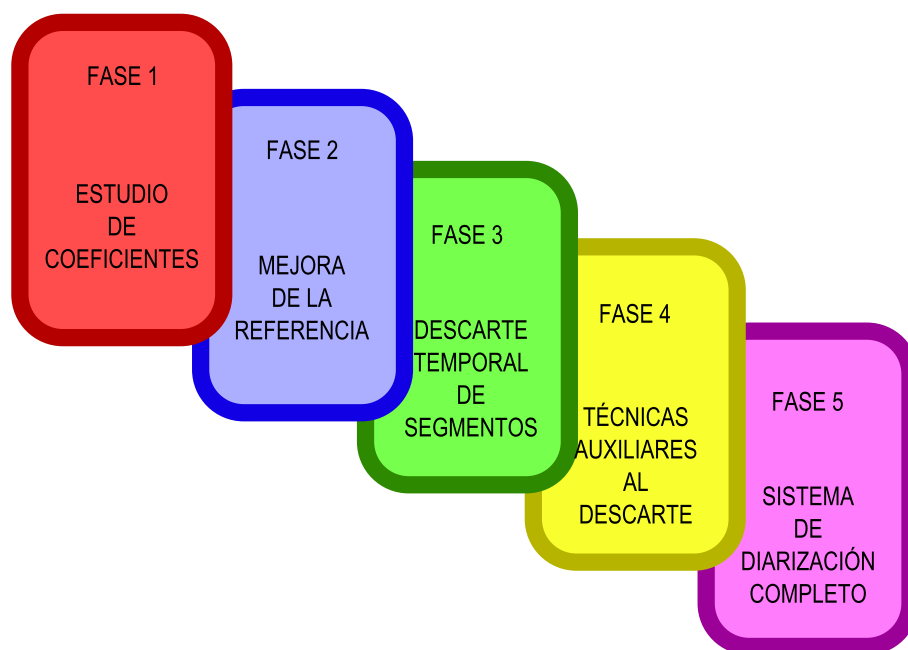 FASE 1
ESTUDIO
DE
COEFICIENTES
FASE 2
MEJORA
DE LA
REFERENCIA
FASE 3
DESCARTE
TEMPORAL
DE
SEGMENTOS
FASE 4
TÉCNICAS
AUXILIARES
AL
DESCARTE
FASE 5
SISTEMA
DE
DIARIZACIÓN
COMPLETO